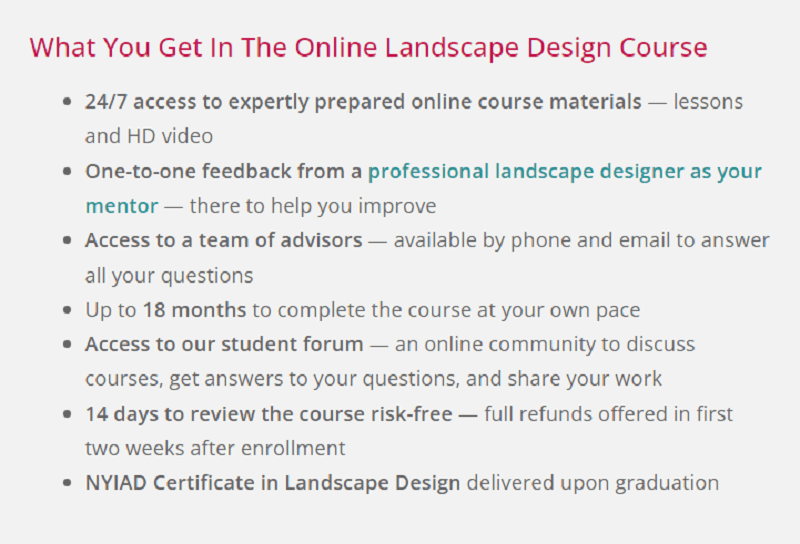 What You Get In The Online Landscape Design Course
• 24/7 access to expertly prepared online course materials — lessons
and HD video
• One-to-one feedback from a professional landscape designer as your
mentor — there to help you improve
• Access to a team of advisors — available by phone and email to answer
all your questions
• Up to 18 months to complete the course at your own pace
• Access to our student forum — an online community to discuss
courses, get answers to your questions, and share your work
• 14 days to review the course risk-free — full refunds offered in first
two weeks after enrollment
• NYIAD Certificate in Landscape Design delivered upon graduation